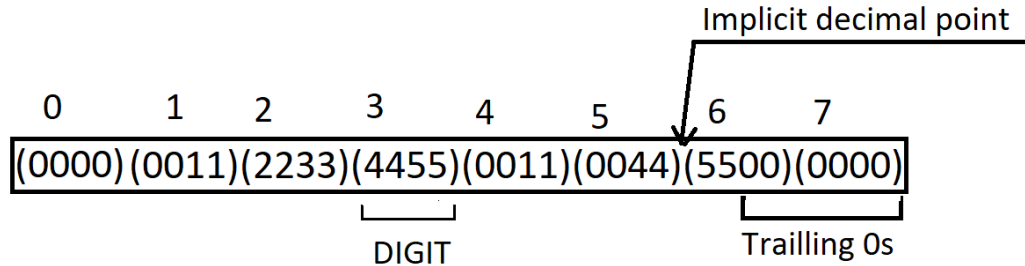 Implicit decimal point
0 1 2 3 4 5 6 7
(0000)(0011)(2233)(4455)(0011)(0044)(5500)(0000)
DIGIT Trailling 0s